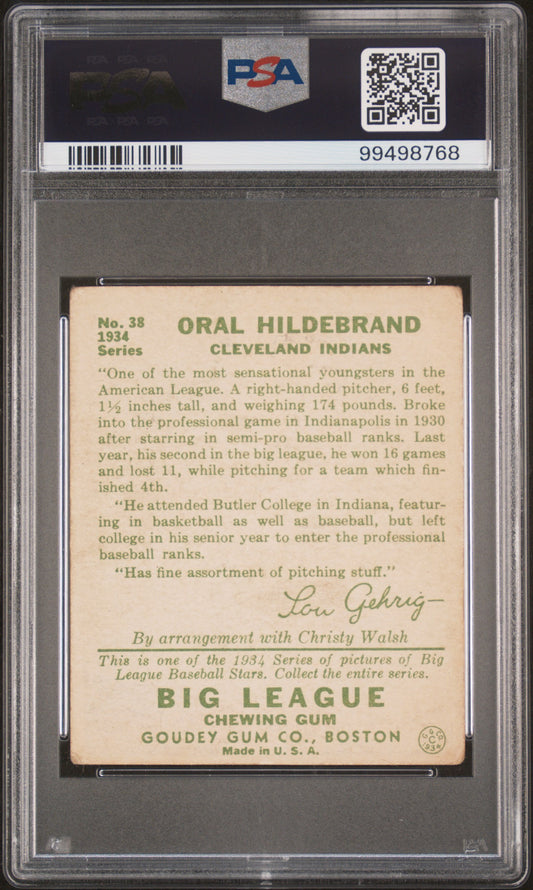 PSA
PSA
PSA PSA PSA
99498768
No. 38
1934
Series
ORAL HILDEBRAND
CLEVELAND INDIANS
"One of the most sensational youngsters in the
American League. A right-handed pitcher, 6 feet,
1½ inches tall, and weighing 174 pounds. Broke
into the professional game in Indianapolis in 1930
after starring in semi-pro baseball ranks. Last
year, his second in the big league, he won 16 games
and lost 11, while pitching for a team which fin-
ished 4th.
"He attended Butler College in Indiana, featur-
ing in basketball as well as baseball, but left
college in his senior year to enter the professional
baseball ranks.
"Has fine assortment of pitching stuff."
Lou Gehrig
By arrangement with Christy Walsh
This is one of the 1934 Series of pictures of Big
League Baseball Stars. Collect the entire series.
BIG LEAGUE
CHEWING GUM
GOUDEY GUM CO., BOSTON
Made in U. S. A.
G G CO.
C
1934